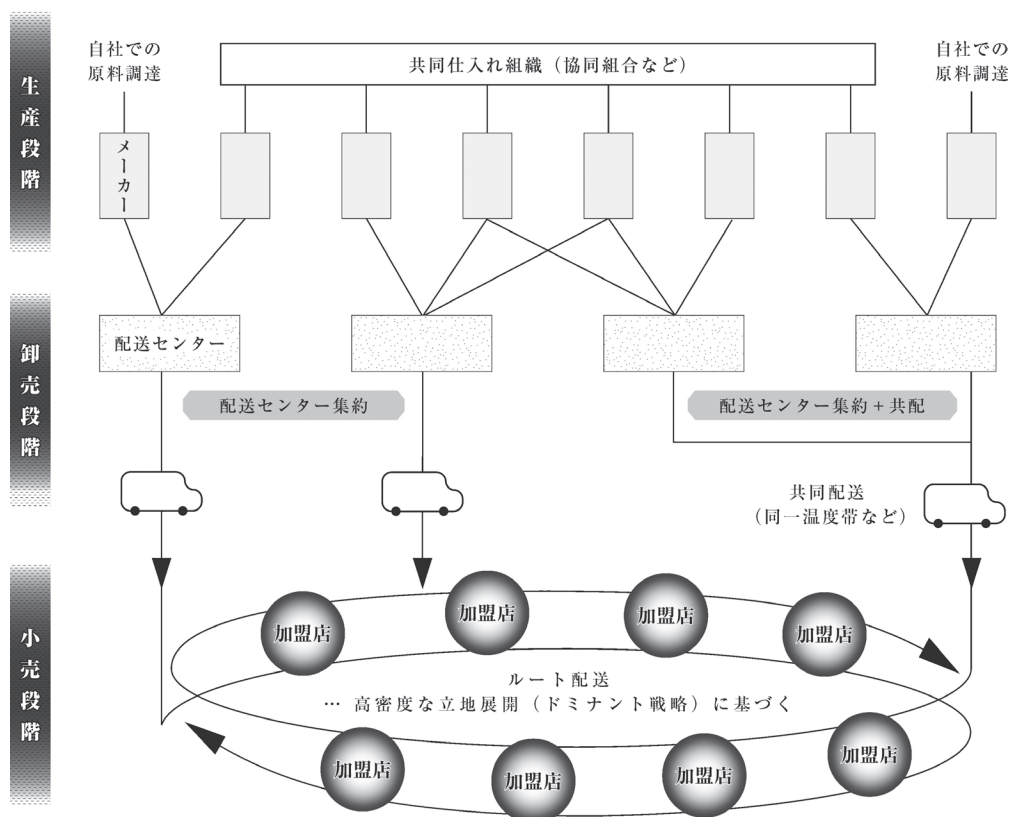 生産段階
自社での
原料調達
共同仕入れ組織（協同組合など）
自社での
原料調達
メーカー
卸売段階
配送センター
配送センター集約
配送センター集約＋共配
共同配送
（同一温度帯など）
小売段階
加盟店
加盟店
加盟店
加盟店
ルート配送
… 高密度な立地展開（ドミナント戦略）に基づく
加盟店
加盟店
加盟店
加盟店